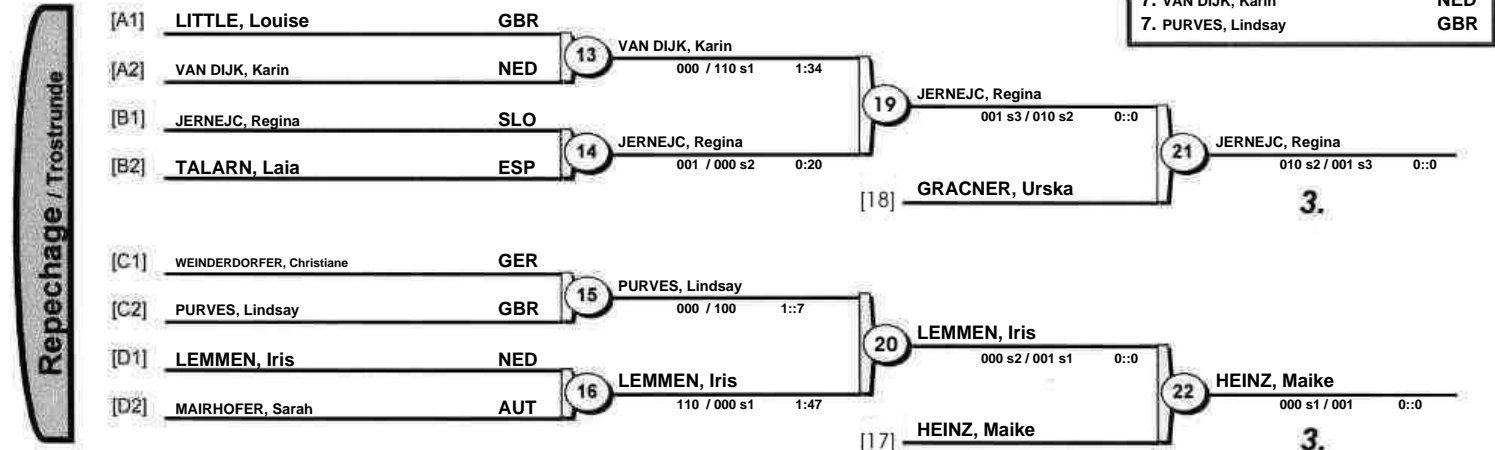 7. VAN DIJK, Karin NED
7. PURVES, Lindsay GBR
Repechage / Trostrunde
[A1] LITTLE, Louise GBR
13 VAN DIJK, Karin
000 / 110 s1 1:34
[A2] VAN DIJK, Karin NED
19 JERNEJC, Regina
001 s3 / 010 s2 0::0
[B1] JERNEJC, Regina SLO
14 JERNEJC, Regina
001 / 000 s2 0:20
[B2] TALARN, Laia ESP
21 JERNEJC, Regina
010 s2 / 001 s3 0::0
[18] GRACNER, Urska
3.
[C1] WEINDERDORFER, Christiane GER
15 PURVES, Lindsay
000 / 100 1::7
[C2] PURVES, Lindsay GBR
20 LEMMEN, Iris
000 s2 / 001 s1 0::0
[D1] LEMMEN, Iris NED
16 LEMMEN, Iris
110 / 000 s1 1:47
[D2] MAIRHOFER, Sarah AUT
22 HEINZ, Maike
000 s1 / 001 0::0
[17] HEINZ, Maike
3.